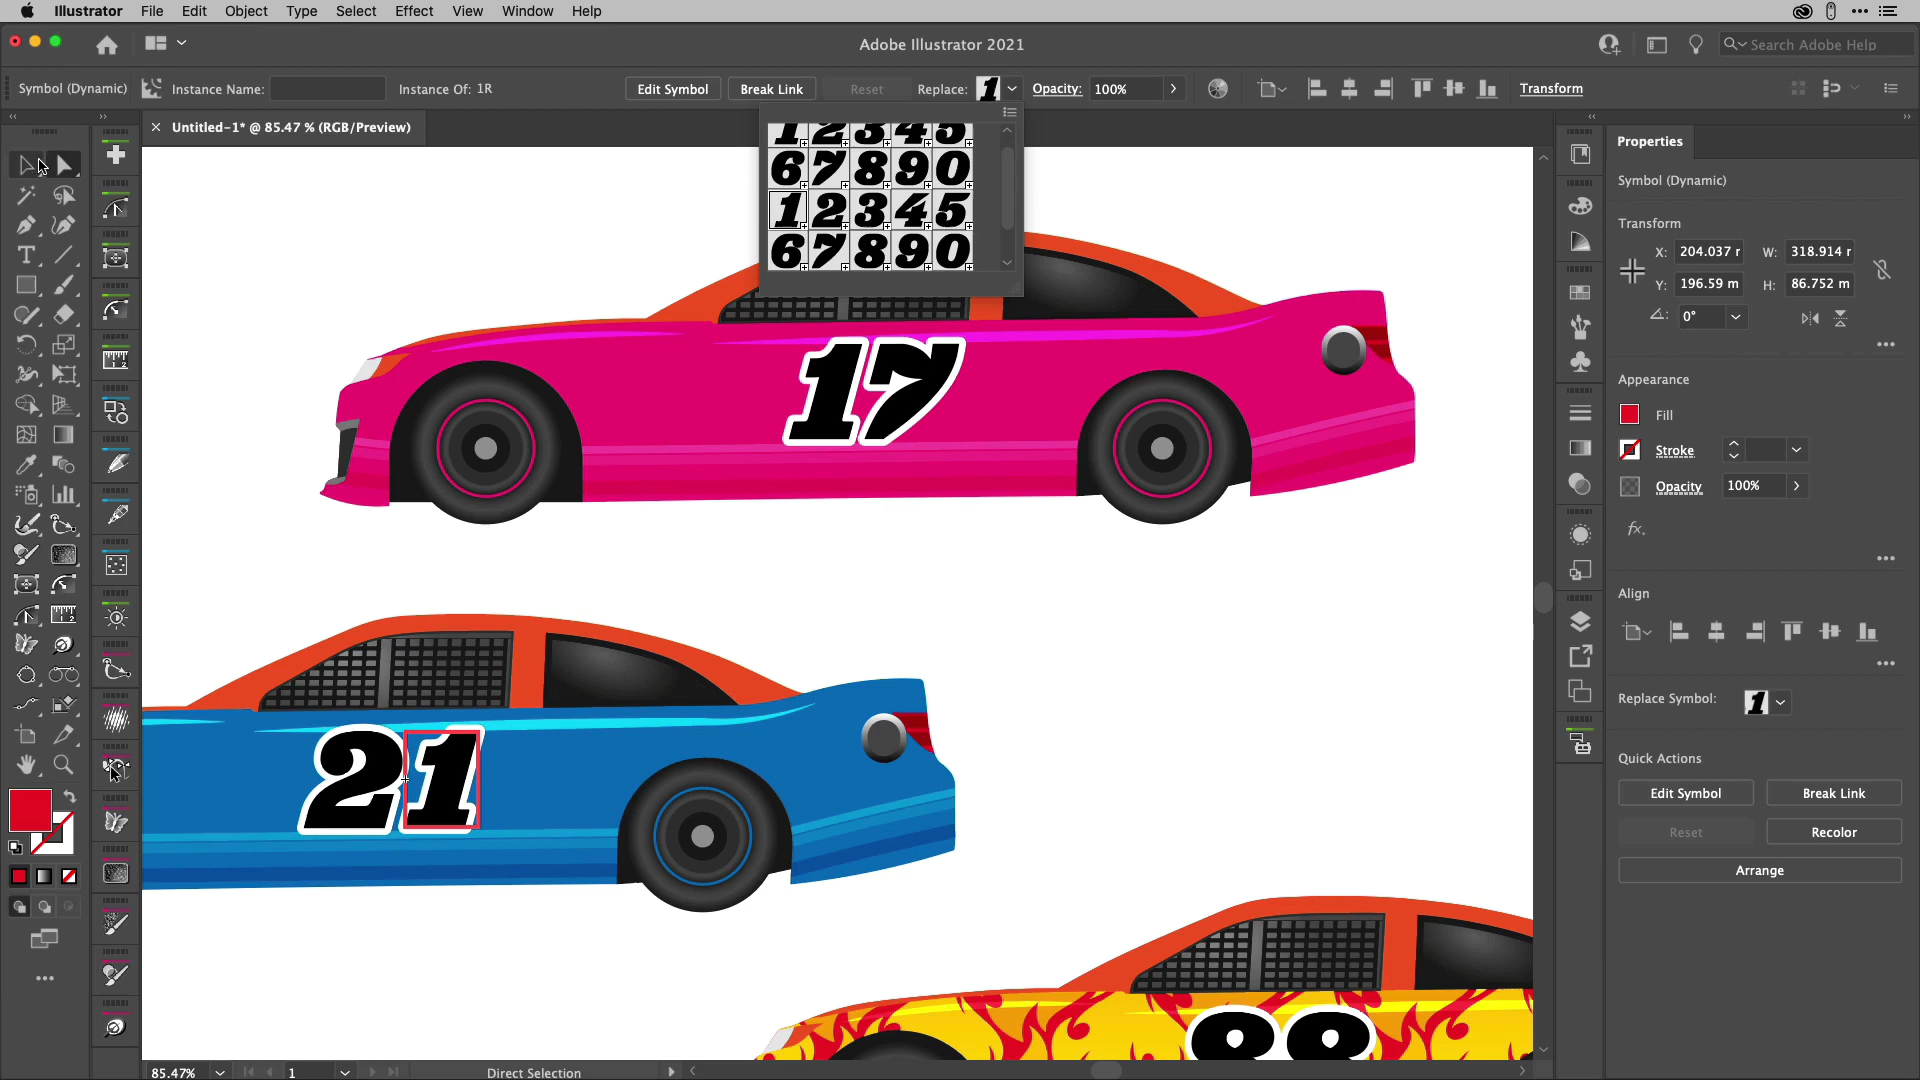 Illustrator File Edit Object Type Select Effect View Window Help
Adobe Illustrator 2021
Search Adobe Help
Symbol (Dynamic) Instance Name: Instance Of: 1R Edit Symbol Break Link Reset Replace: 1 Opacity: 100% Transform
× Untitled-1* @ 85.47 % (RGB/Preview)
1 2 3 4 5
6 7 8 9 0
1 2 3 4 5
6 7 8 9 0
17
21
88
Properties
Symbol (Dynamic)
Transform
X: 204.037 r W: 318.914 r
Y: 196.59 m H: 86.752 m
0°
Appearance
Fill
Stroke
Opacity 100%
fx.
Align
Replace Symbol: 1
Quick Actions
Edit Symbol Break Link
Reset Recolor
Arrange
85.47% 1 Direct Selection